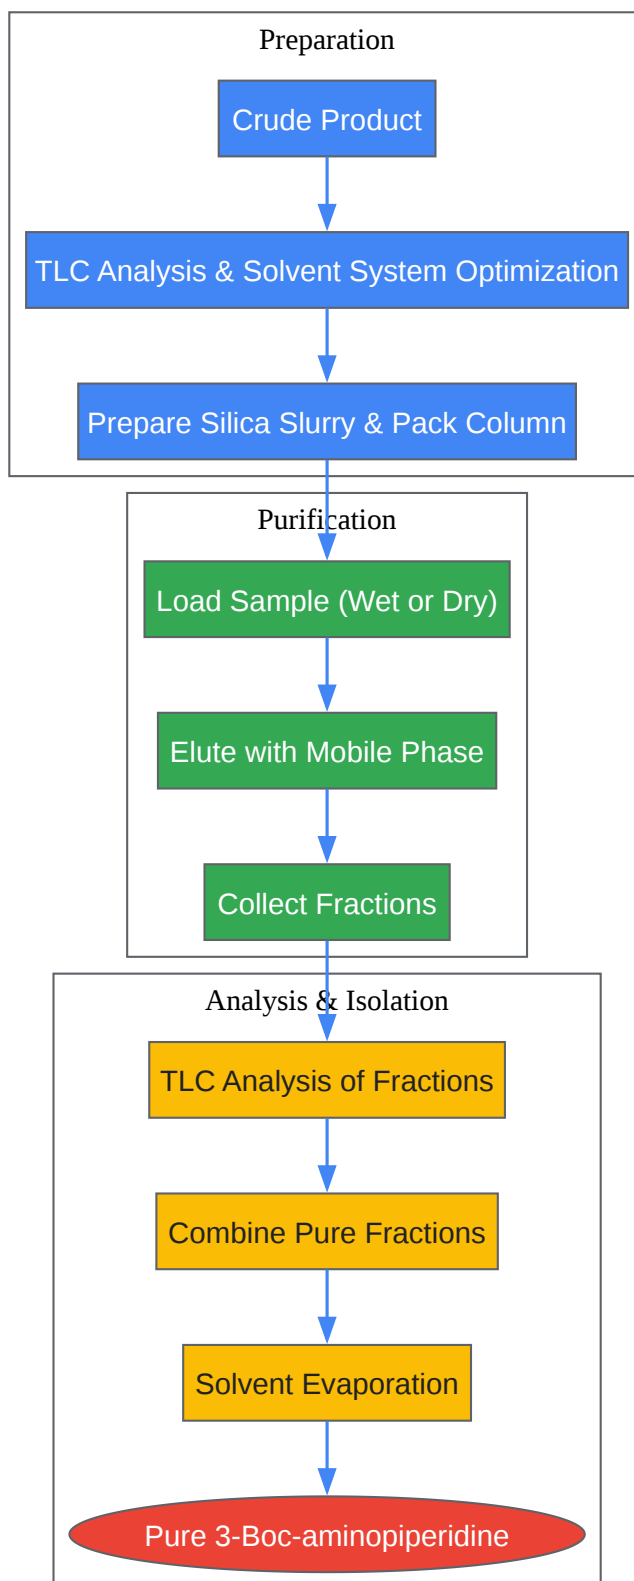 Preparation
Crude Product
TLC Analysis & Solvent System Optimization
Prepare Silica Slurry & Pack Column
Purification
Load Sample (Wet or Dry)
Elute with Mobile Phase
Collect Fractions
Analysis & Isolation
TLC Analysis of Fractions
Combine Pure Fractions
Solvent Evaporation
Pure 3-Boc-aminopiperidine